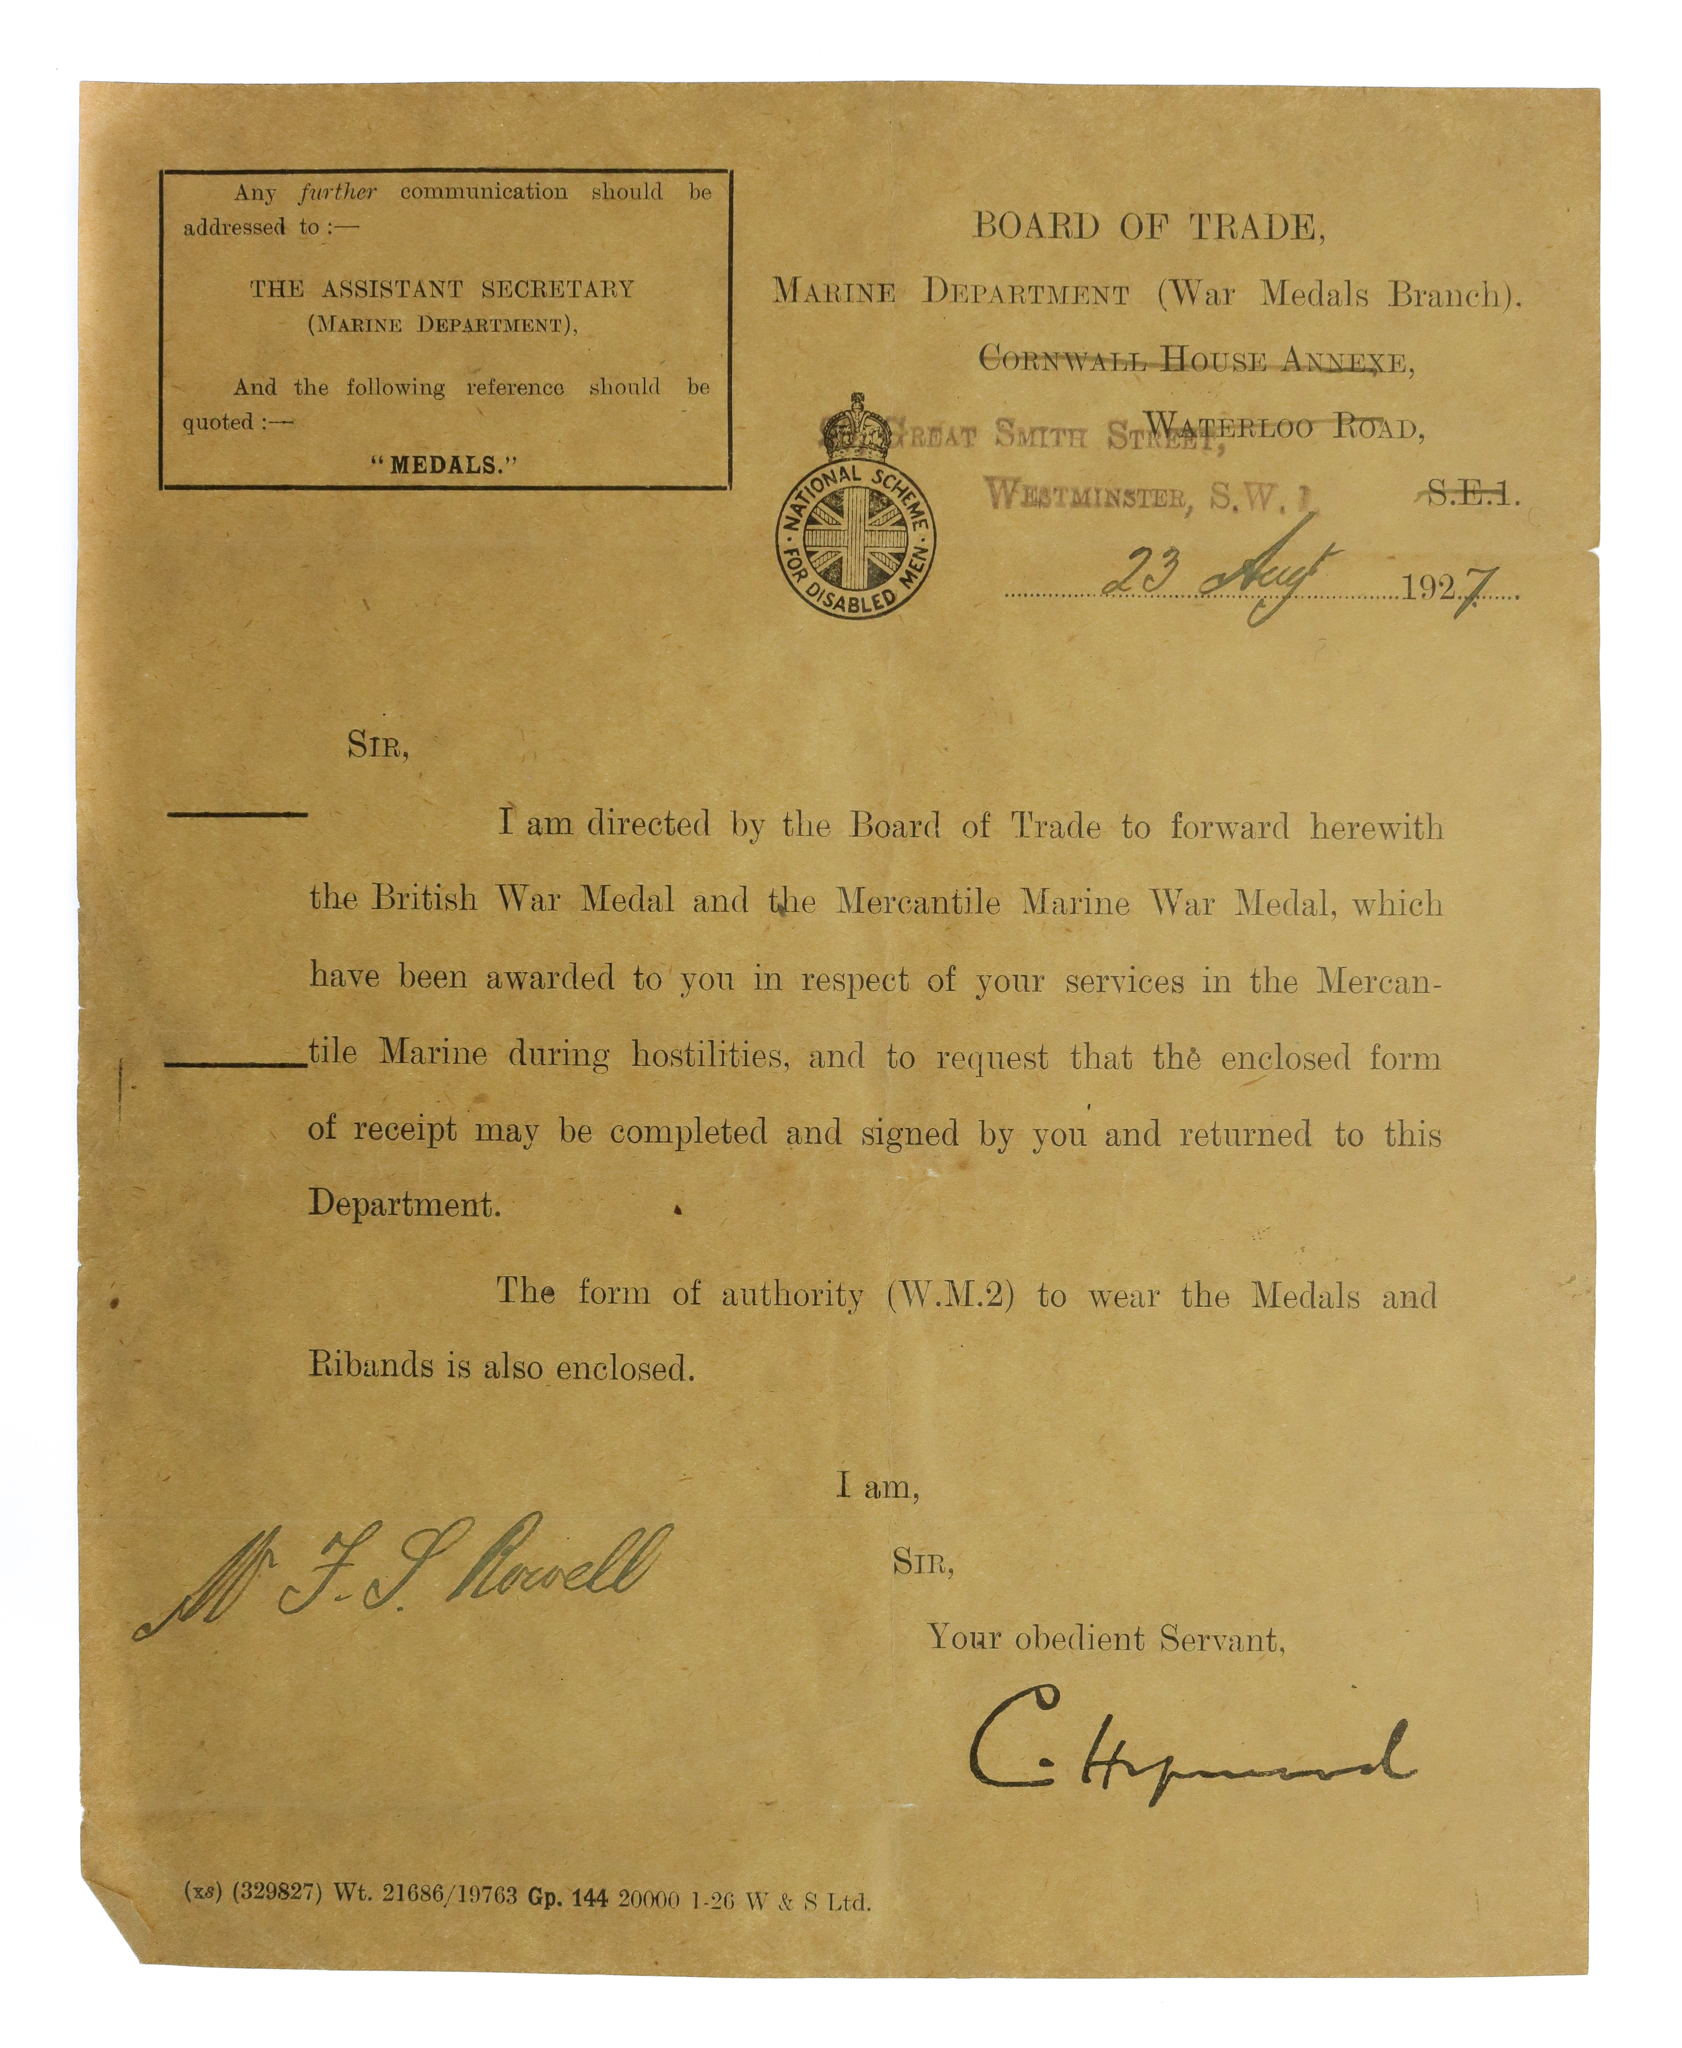 Any further communication should be
addressed to :—
THE ASSISTANT SECRETARY
(MARINE DEPARTMENT),
And the following reference should be
quoted :—
"MEDALS."
BOARD OF TRADE,
MARINE DEPARTMENT (War Medals Branch).
CORNWALL HOUSE ANNEXE,
WATERLOO ROAD,
GREAT SMITH STREET,
WESTMINSTER, S.W. 1
S.E.1.
NATIONAL SCHEME
FOR DISABLED MEN
23 Augt 1927.
SIR,
I am directed by the Board of Trade to forward herewith
the British War Medal and the Mercantile Marine War Medal, which
have been awarded to you in respect of your services in the Mercan-
tile Marine during hostilities, and to request that the enclosed form
of receipt may be completed and signed by you and returned to this
Department.
The form of authority (W.M.2) to wear the Medals and
Ribands is also enclosed.
I am,
SIR,
Your obedient Servant,
Mr F. S. Rowell
C.
(xs) (329827) Wt. 21686/19763 Gp. 144 20000 1-26 W & S Ltd.